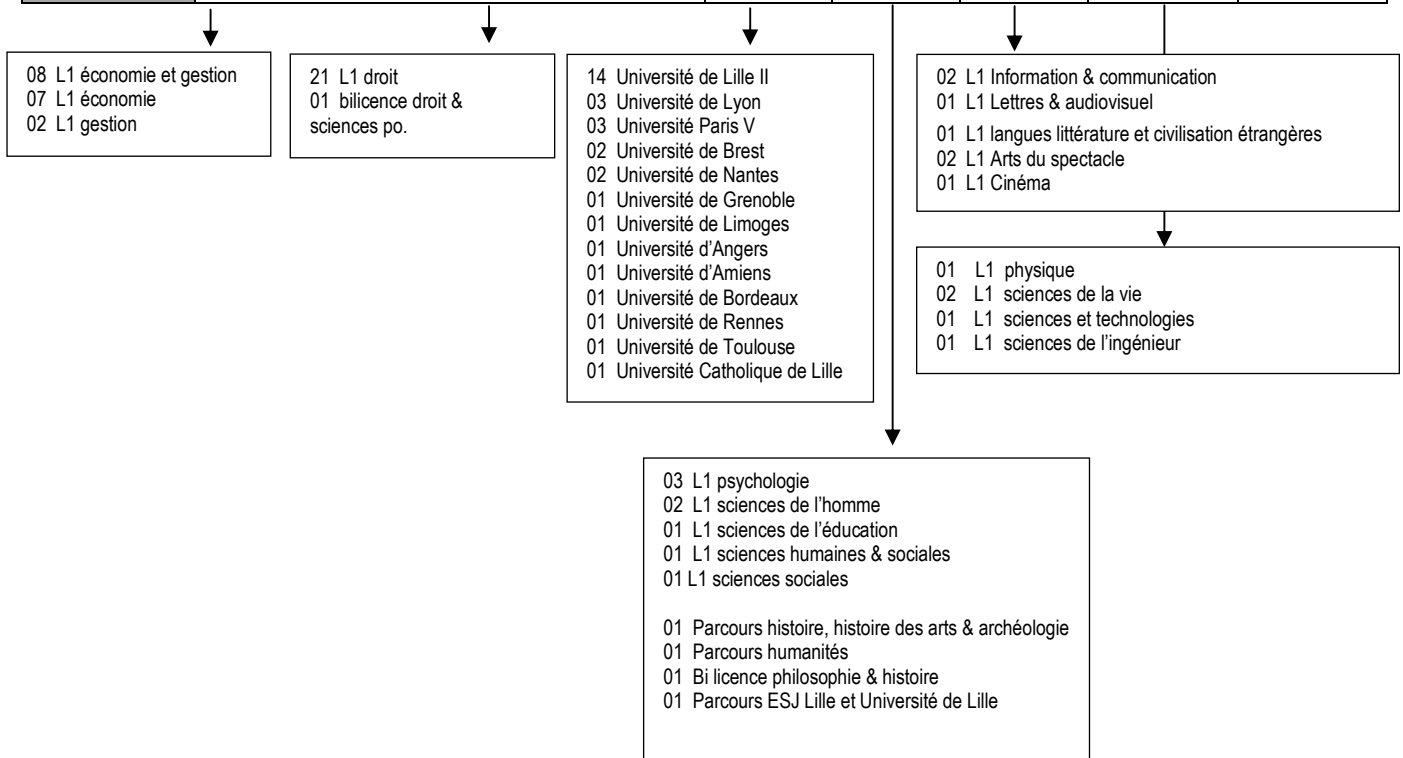 08 L1 économie et gestion
07 L1 économie
02 L1 gestion
21 L1 droit
01 bilicence droit &
sciences po.
14 Université de Lille II
03 Université de Lyon
03 Université Paris V
02 Université de Brest
02 Université de Nantes
01 Université de Grenoble
01 Université de Limoges
01 Université d'Angers
01 Université d'Amiens
01 Université de Bordeaux
01 Université de Rennes
01 Université de Toulouse
01 Université Catholique de Lille
02 L1 Information & communication
01 L1 Lettres & audiovisuel
01 L1 langues littérature et civilisation étrangères
02 L1 Arts du spectacle
01 L1 Cinéma
01 L1 physique
02 L1 sciences de la vie
01 L1 sciences et technologies
01 L1 sciences de l'ingénieur
03 L1 psychologie
02 L1 sciences de l'homme
01 L1 sciences de l'éducation
01 L1 sciences humaines & sociales
01 L1 sciences sociales
01 Parcours histoire, histoire des arts & archéologie
01 Parcours humanités
01 Bi licence philosophie & histoire
01 Parcours ESJ Lille et Université de Lille